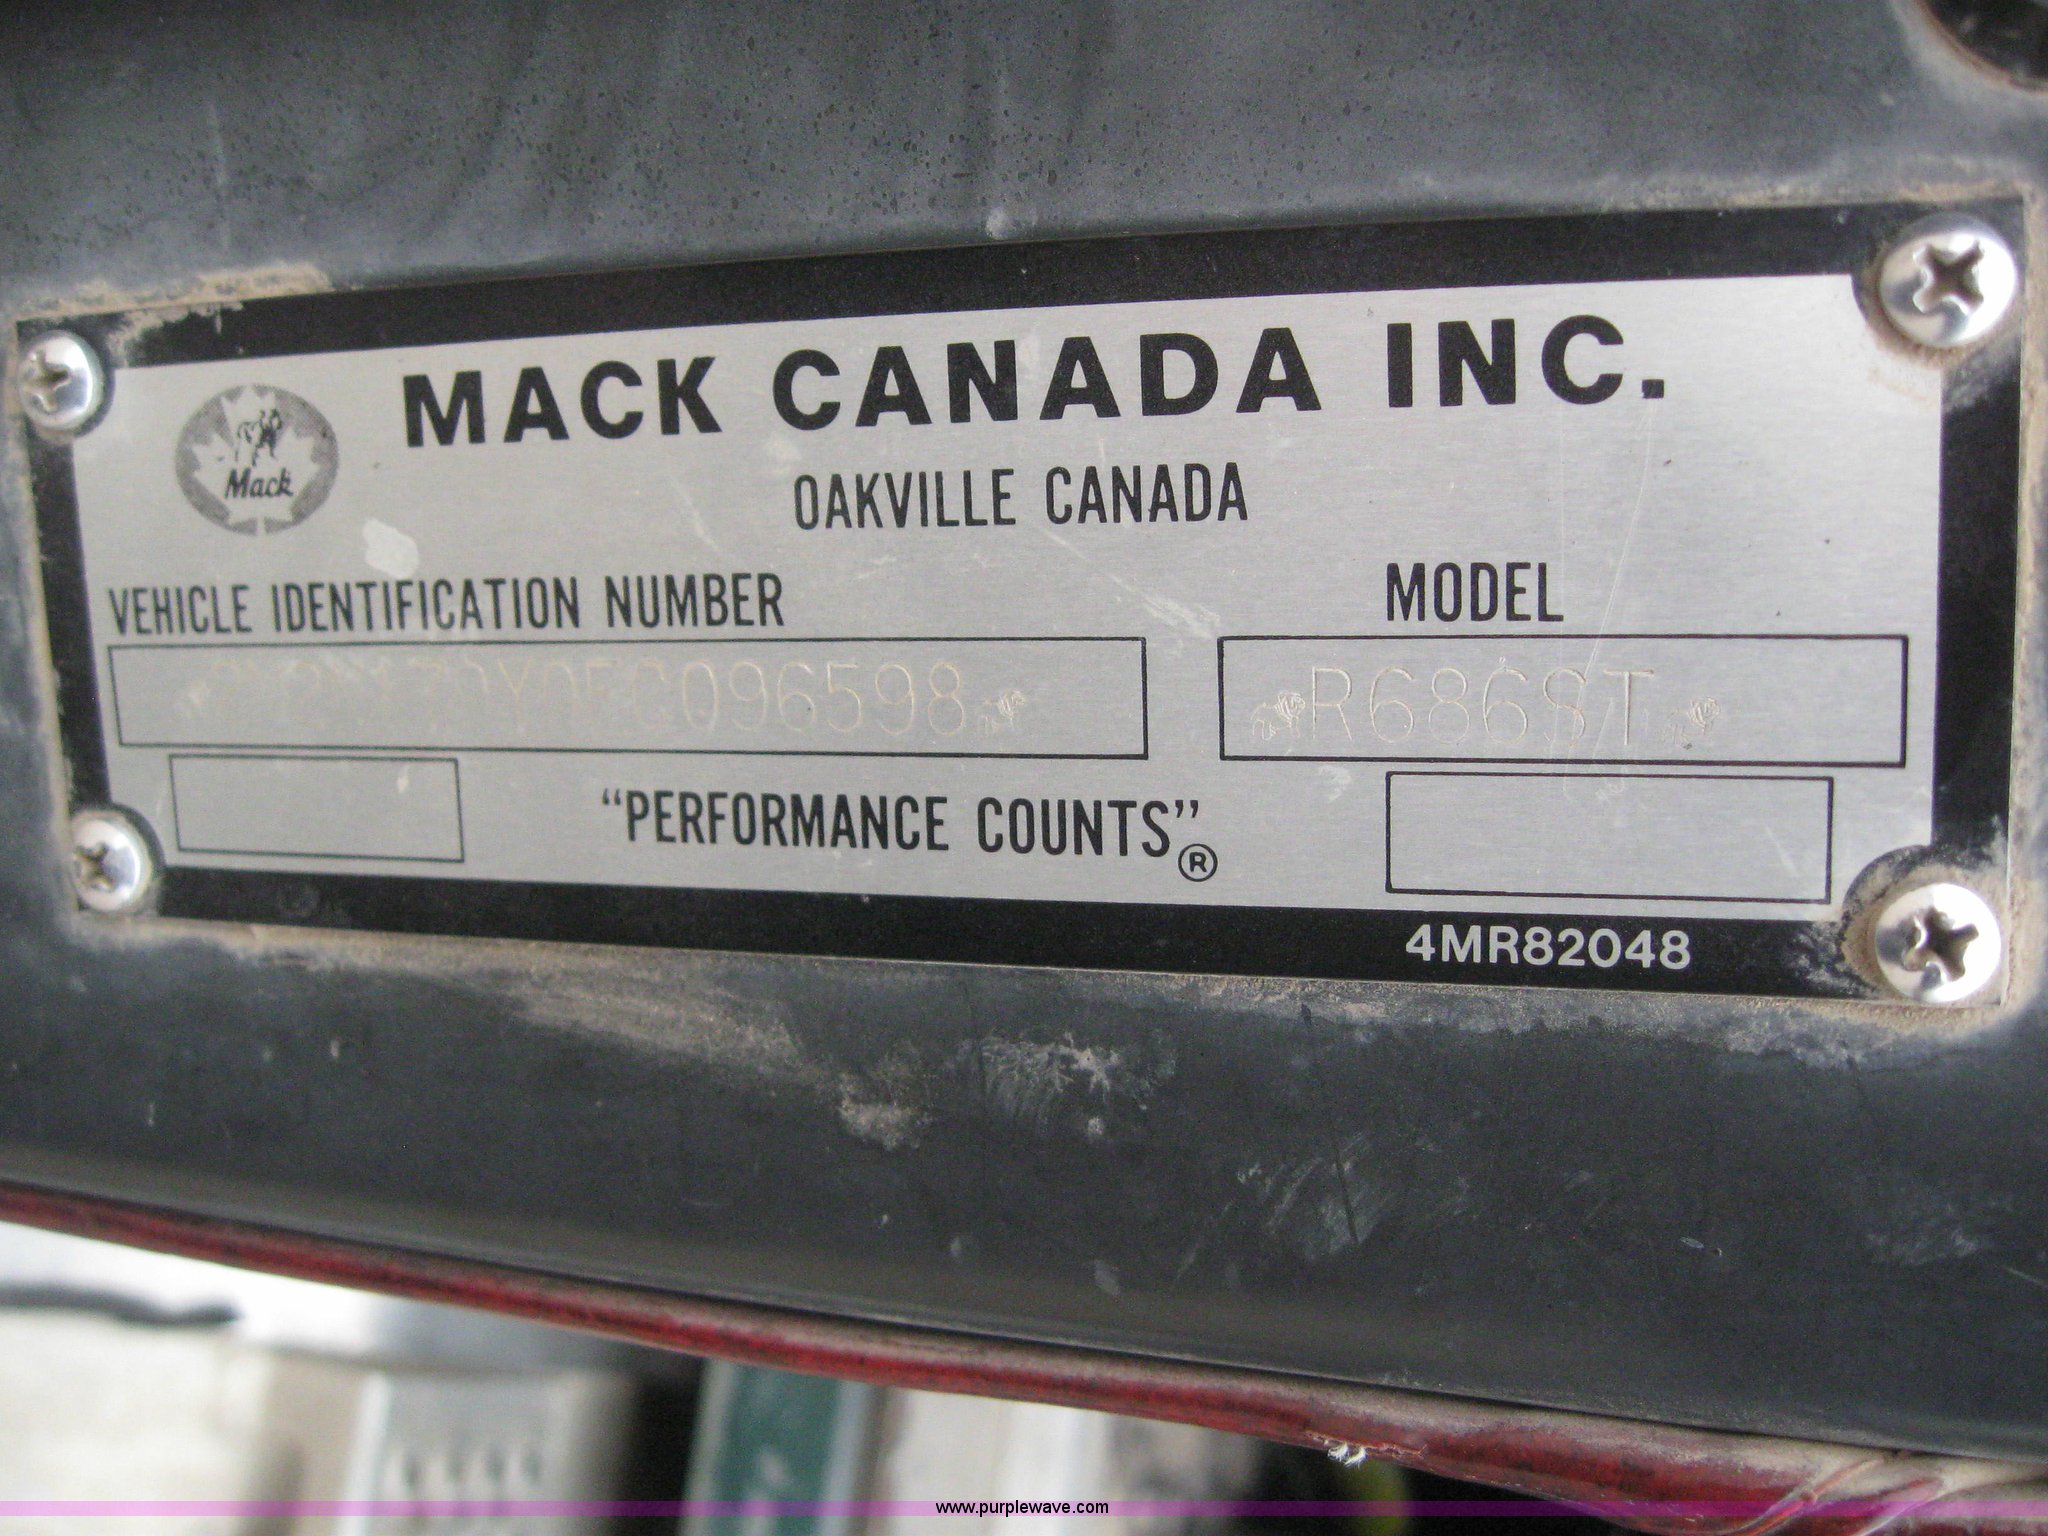 MACK CANADA INC.
Mack
OAKVILLE CANADA
VEHICLE IDENTIFICATION NUMBER
MODEL
R686ST
"PERFORMANCE COUNTS"®
4MR82048
www.purplewave.com